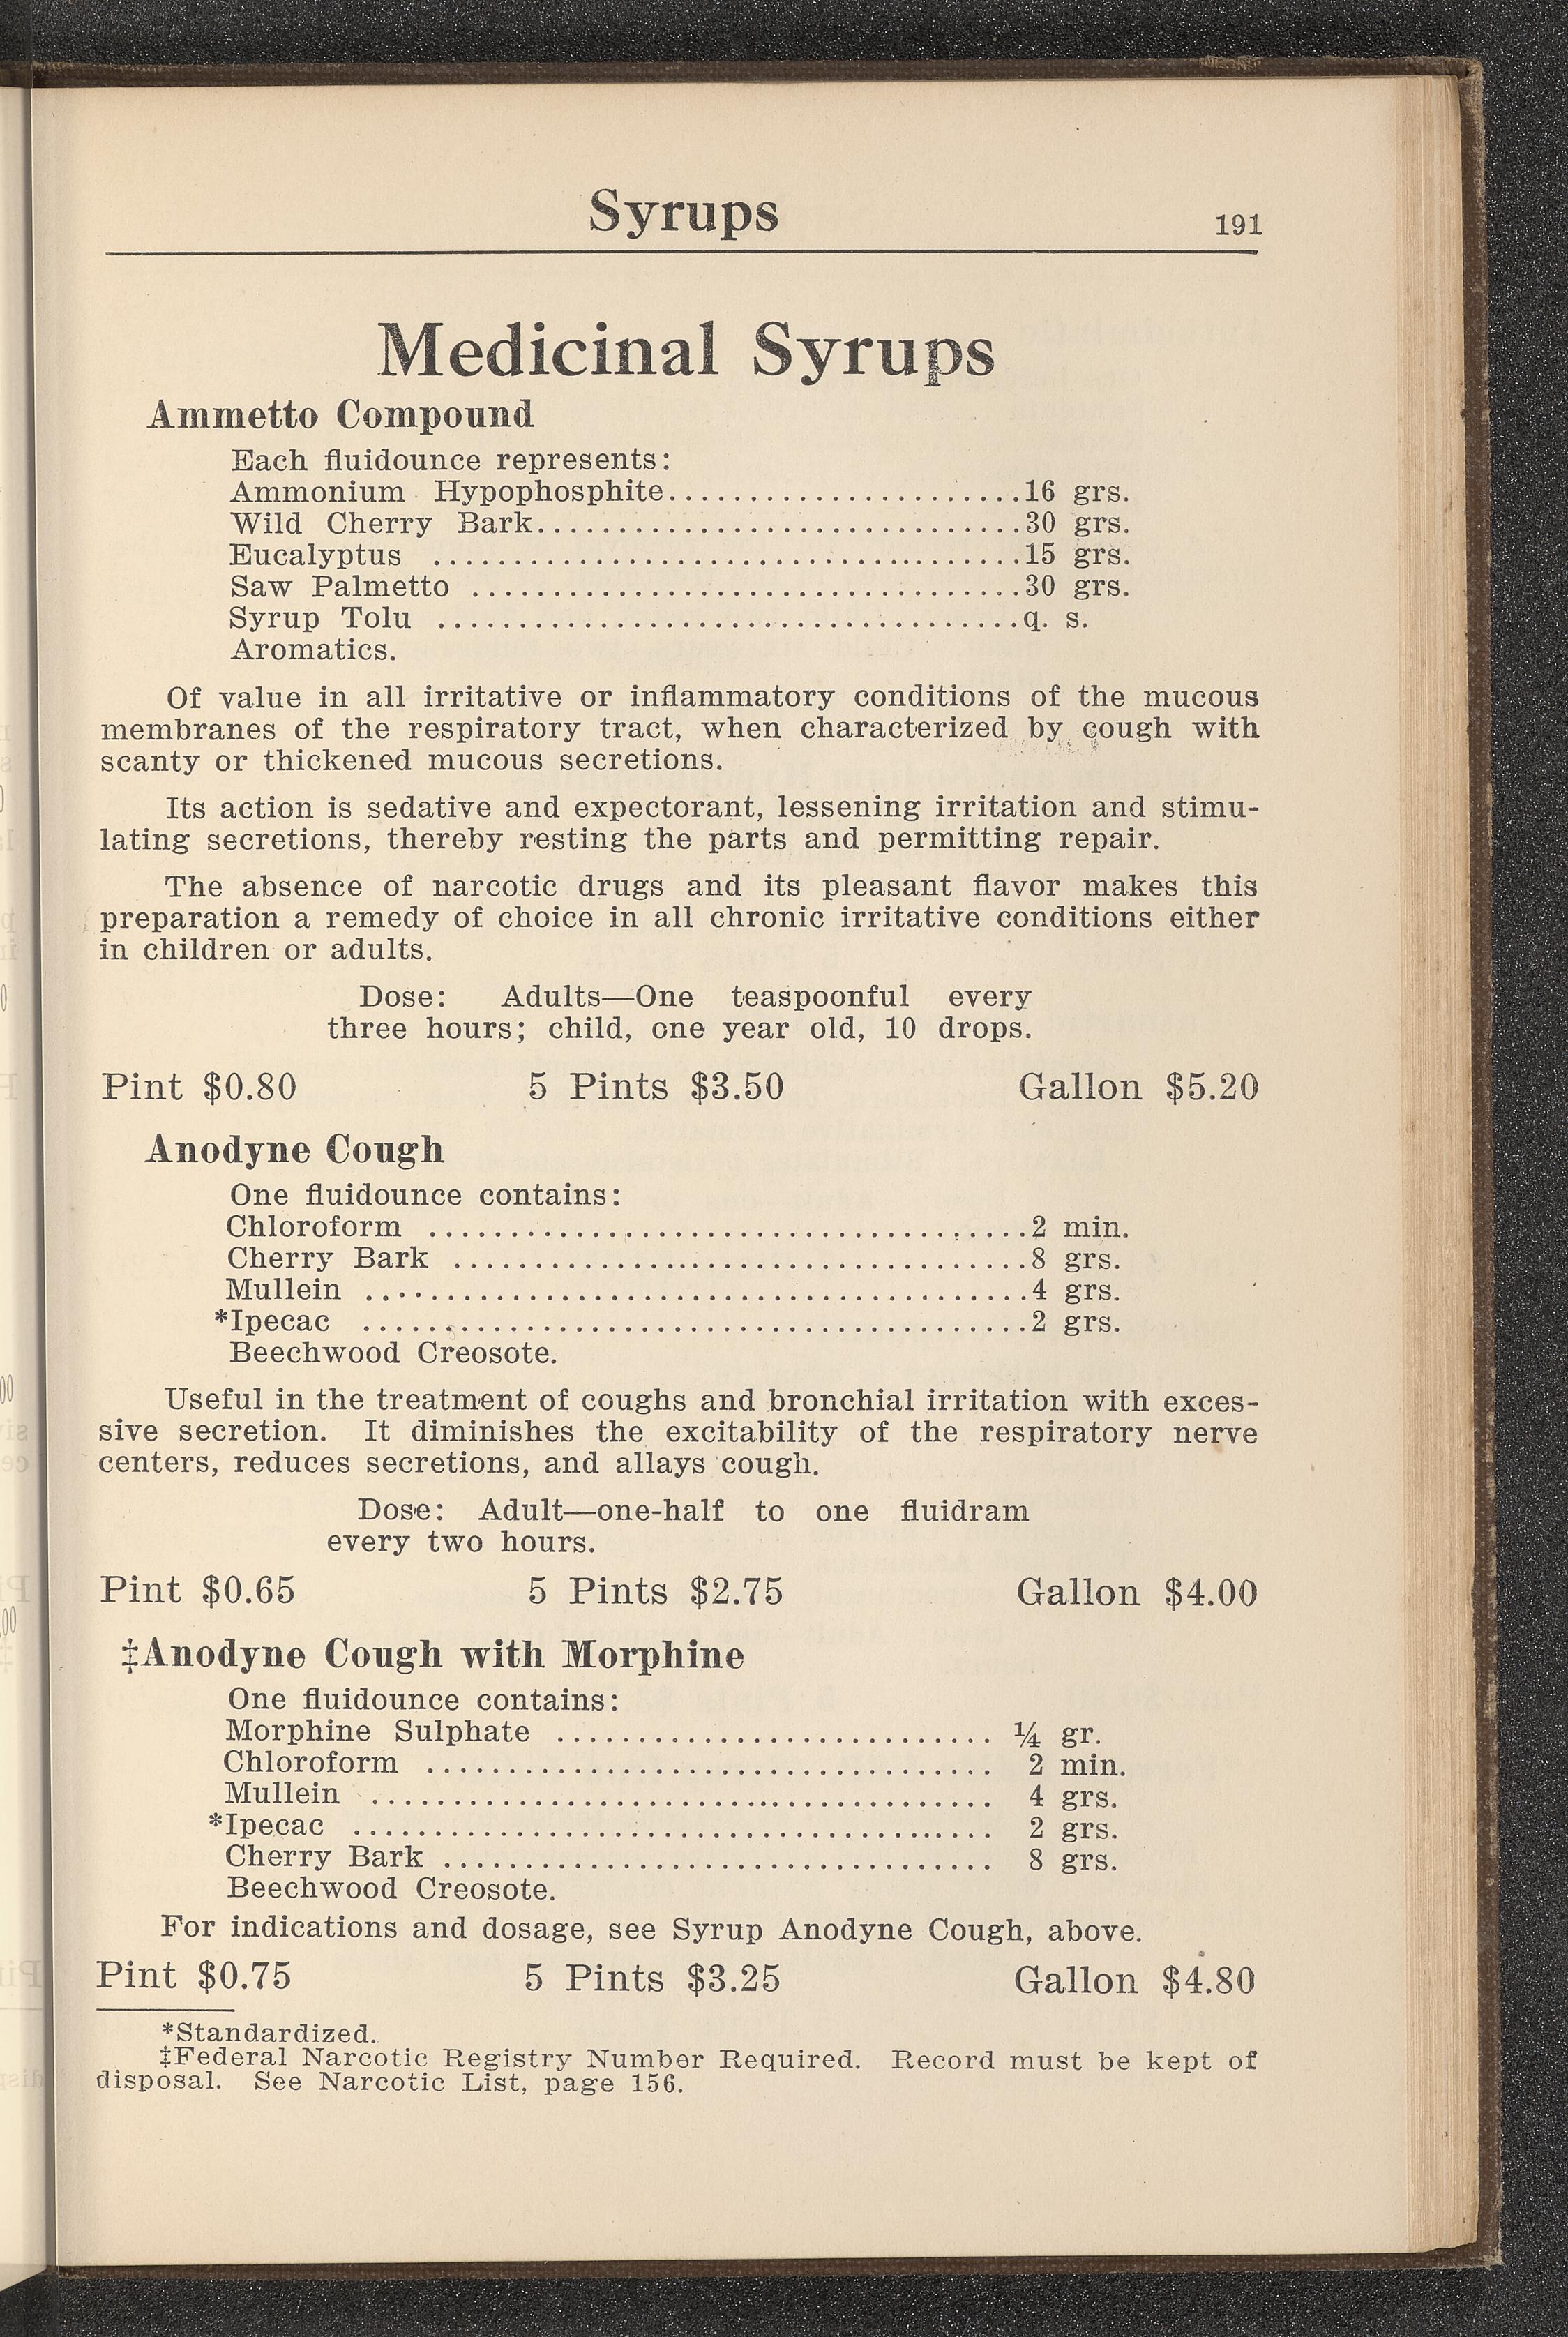 Syrups 191
Medicinal Syrups
Ammetto Compound
Each fluidounce represents:
Ammonium Hypophosphite......................16 grs.
Wild Cherry Bark..............................30 grs.
Eucalyptus ....................................15 grs.
Saw Palmetto ..................................30 grs.
Syrup Tolu ....................................q. s.
Aromatics.
Of value in all irritative or inflammatory conditions of the mucous
membranes of the respiratory tract, when characterized by cough with
scanty or thickened mucous secretions.
Its action is sedative and expectorant, lessening irritation and stimu-
lating secretions, thereby resting the parts and permitting repair.
The absence of narcotic drugs and its pleasant flavor makes this
preparation a remedy of choice in all chronic irritative conditions either
in children or adults.
Dose: Adults—One teaspoonful every
three hours; child, one year old, 10 drops.
Pint $0.80 5 Pints $3.50 Gallon $5.20
Anodyne Cough
One fluidounce contains:
Chloroform .....................................2 min.
Cherry Bark ...................................8 grs.
Mullein .........................................4 grs.
*Ipecac .........................................2 grs.
Beechwood Creosote.
Useful in the treatment of coughs and bronchial irritation with exces-
sive secretion. It diminishes the excitability of the respiratory nerve
centers, reduces secretions, and allays cough.
Dose: Adult—one-half to one fluidram
every two hours.
Pint $0.65 5 Pints $2.75 Gallon $4.00
‡Anodyne Cough with Morphine
One fluidounce contains:
Morphine Sulphate ........................... ¼ gr.
Chloroform ................................... 2 min.
Mullein ....................................... 4 grs.
*Ipecac ....................................... 2 grs.
Cherry Bark .................................. 8 grs.
Beechwood Creosote.
For indications and dosage, see Syrup Anodyne Cough, above.
Pint $0.75 5 Pints $3.25 Gallon $4.80
*Standardized.
‡Federal Narcotic Registry Number Required. Record must be kept of
disposal. See Narcotic List, page 156.